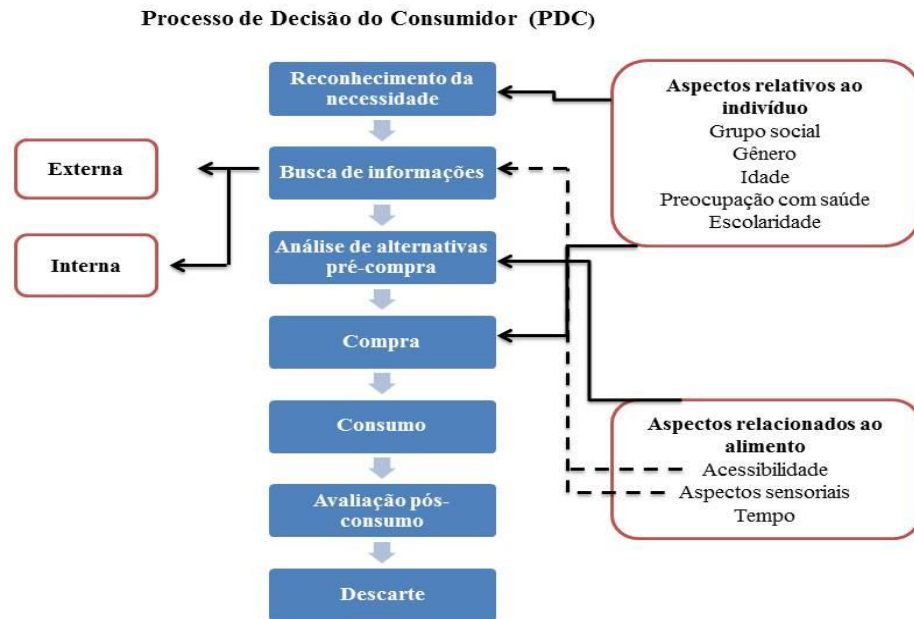 Processo de Decisão do Consumidor (PDC)
Reconhecimento da
necessidade
Busca de informações
Análise de alternativas
pré-compra
Compra
Consumo
Avaliação pós-
consumo
Descarte
Externa
Interna
Aspectos relativos ao
indivíduo
Grupo social
Gênero
Idade
Preocupação com saúde
Escolaridade
Aspectos relacionados ao
alimento
Acessibilidade
Aspectos sensoriais
Tempo